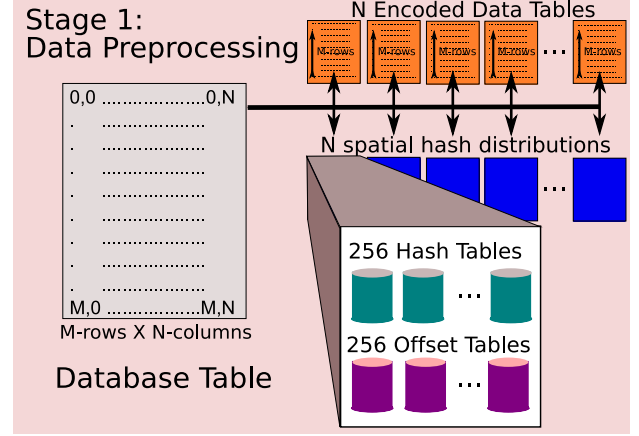 Stage 1:
Data Preprocessing
N Encoded Data Tables
M-rows M-rows M-rows M-rows ... M-rows
0,0 ......................0,N
. .......................
. .......................
. .......................
. .......................
. .......................
. .......................
. .......................
M,0 ....................M,N
M-rows X N-columns
Database Table
N spatial hash distributions
...
256 Hash Tables
...
256 Offset Tables
...